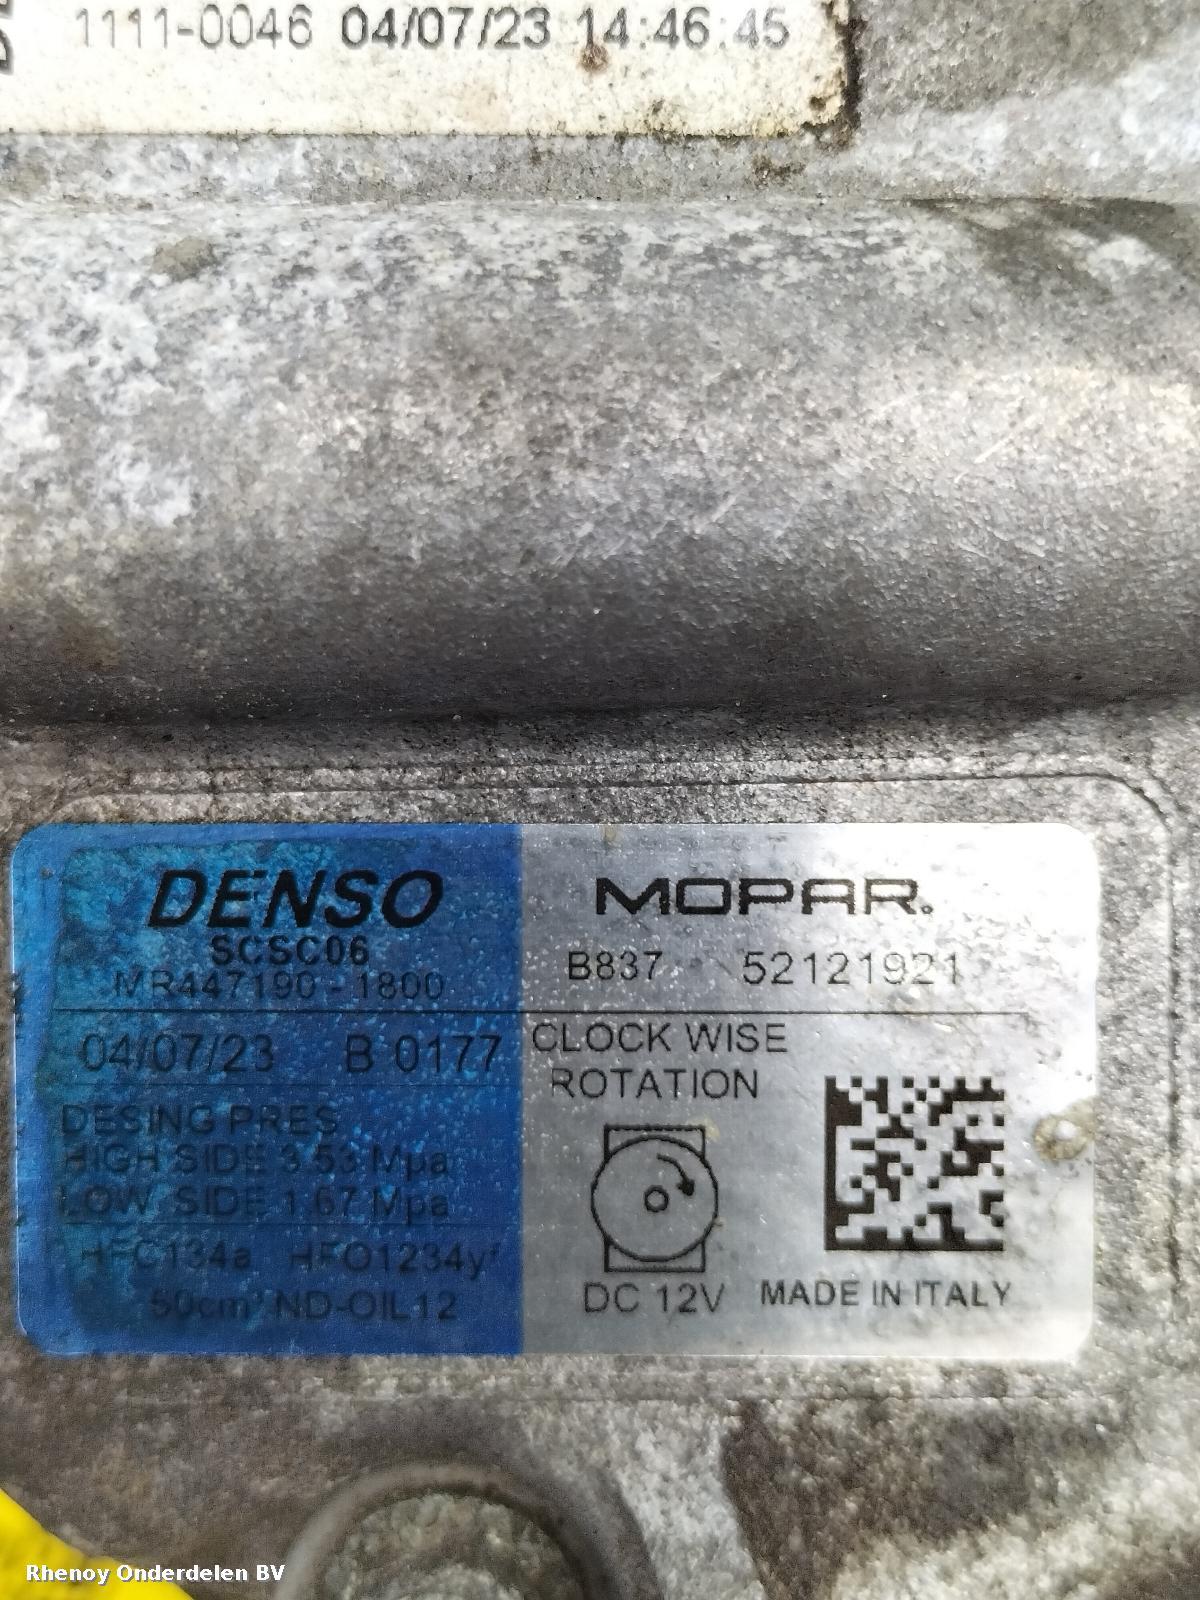 1111-0046 04/07/23 14:46:45
DENSO
SCSC06
MR447190-1800
04/07/23 B 0177
DESING PRES
HIGH SIDE 3.53 Mpa
LOW SIDE 1.67 Mpa
HFC134a HFO1234yf
50cm³ ND-OIL12
MOPAR.
B837 52121921
CLOCK WISE
ROTATION
DC 12V
MADE IN ITALY
Rhenoy Onderdelen BV